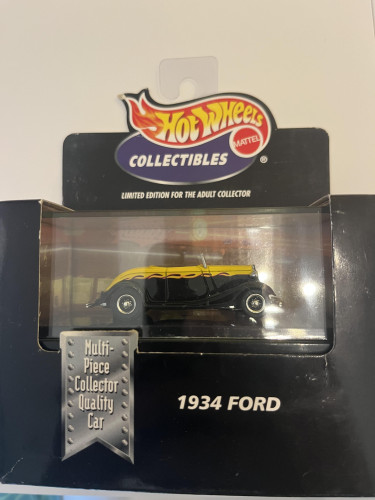 Hot Wheels
MATTEL
COLLECTIBLES ®
LIMITED EDITION FOR THE ADULT COLLECTOR
Multi-
Piece
Collector
Quality
Car
1934 FORD